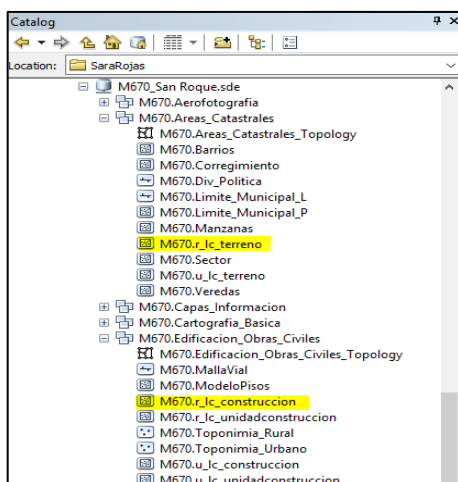 Catalog
Location: SaraRojas
M670_San Roque.sde
M670.Aerofotografia
M670.Areas_Catastrales
M670.Areas_Catastrales_Topology
M670.Barrios
M670.Corregimiento
M670.Div_Politica
M670.Limite_Municipal_L
M670.Limite_Municipal_P
M670.Manzanas
M670.r_lc_terreno
M670.Sector
M670.u_lc_terreno
M670.Veredas
M670.Capas_Informacion
M670.Cartografia_Basica
M670.Edificacion_Obras_Civiles
M670.Edificacion_Obras_Civiles_Topology
M670.MallaVial
M670.ModeloPisos
M670.r_lc_construccion
M670.r_lc_unidadconstruccion
M670.Toponimia_Rural
M670.Toponimia_Urbano
M670.u_lc_construccion
M670.u_lc_unidadconstruccion